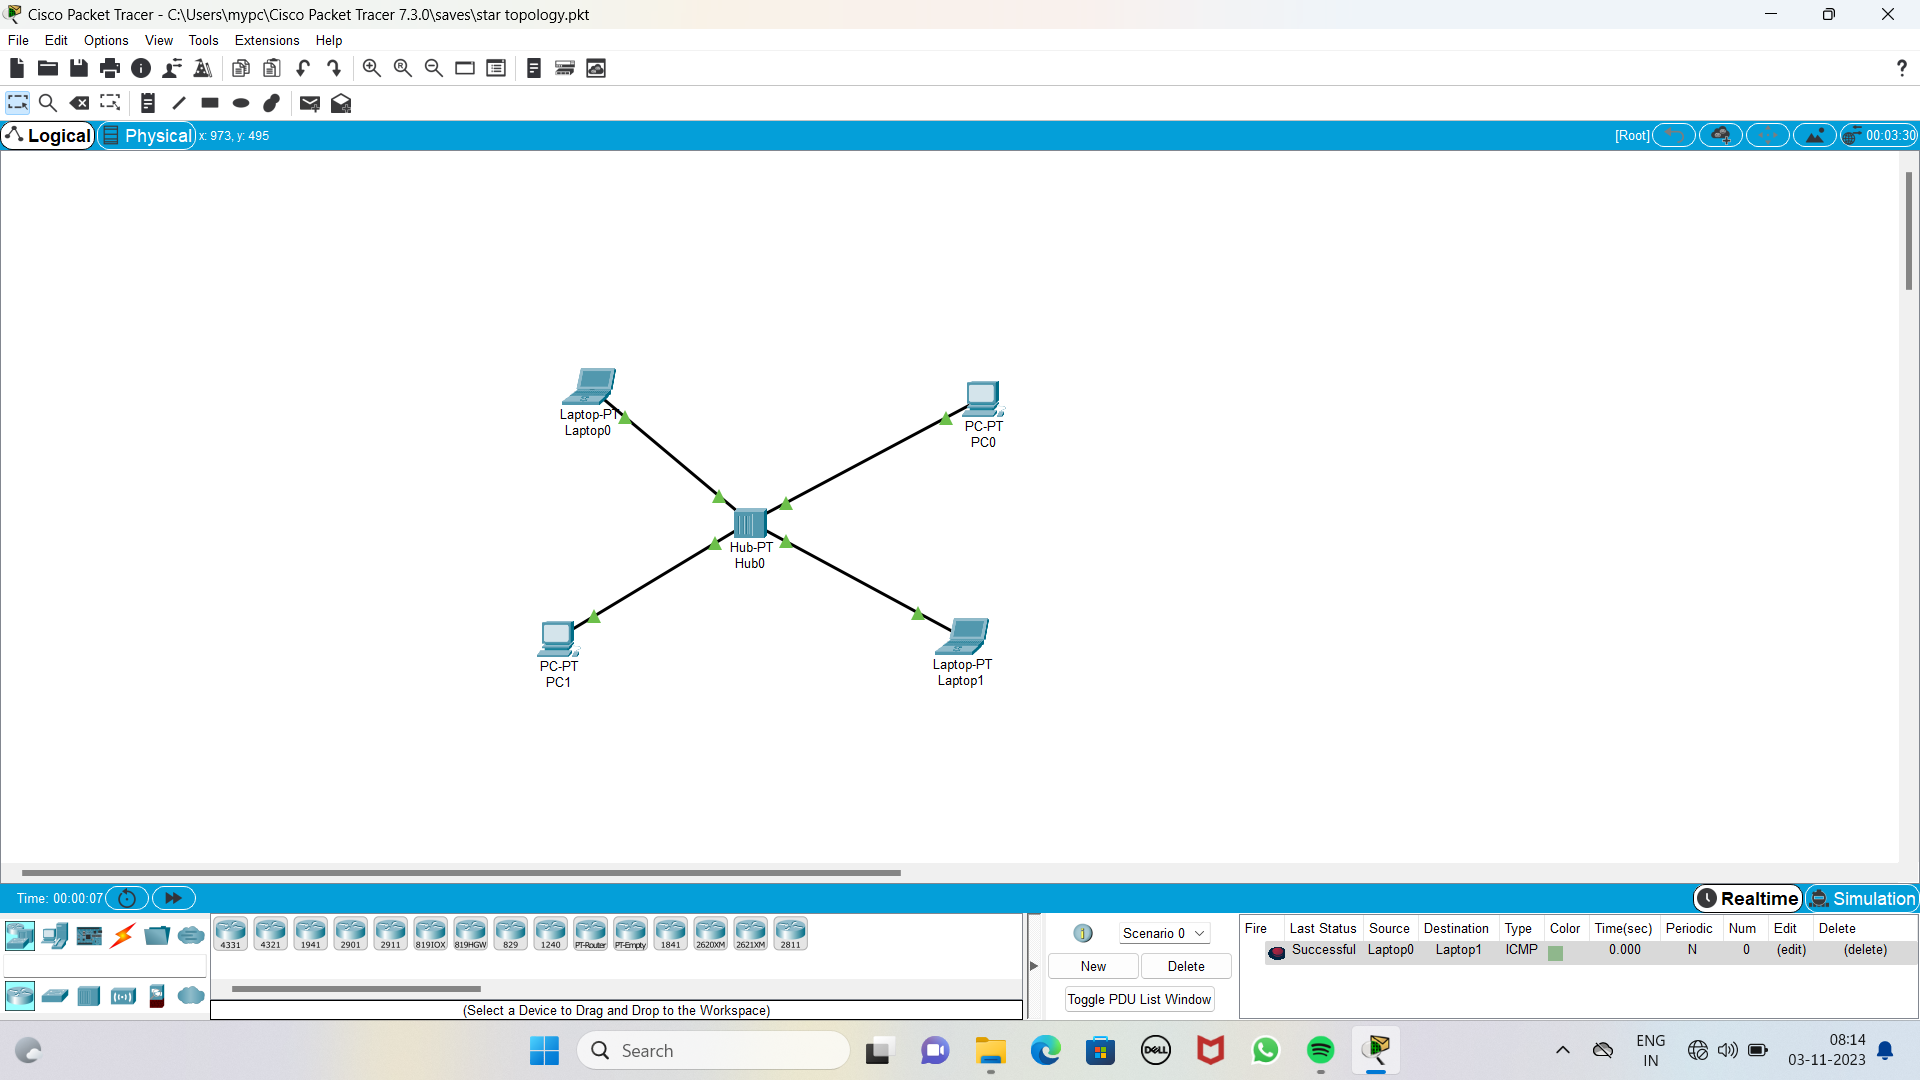 Cisco Packet Tracer - C:\Users\mypc\Cisco Packet Tracer 7.3.0\saves\star topology.pkt
File Edit Options View Tools Extensions Help
?
Logical Physical x: 973, y: 495 [Root] 00:03:30
Laptop-PT
Laptop0
PC-PT
PC0
Hub-PT
Hub0
PC-PT
PC1
Laptop-PT
Laptop1
Time: 00:00:07 Realtime Simulation
4331 4321 1941 2901 2911 819IOX 819HGW 829 1240 PT-Router PT-Empty 1841 2620XM 2621XM 2811
(Select a Device to Drag and Drop to the Workspace)
Scenario 0
New Delete
Toggle PDU List Window
Fire Last Status Source Destination Type Color Time(sec) Periodic Num Edit Delete
Successful Laptop0 Laptop1 ICMP 0.000 N 0 (edit) (delete)
Search
DELL
ENG
IN
08:14
03-11-2023